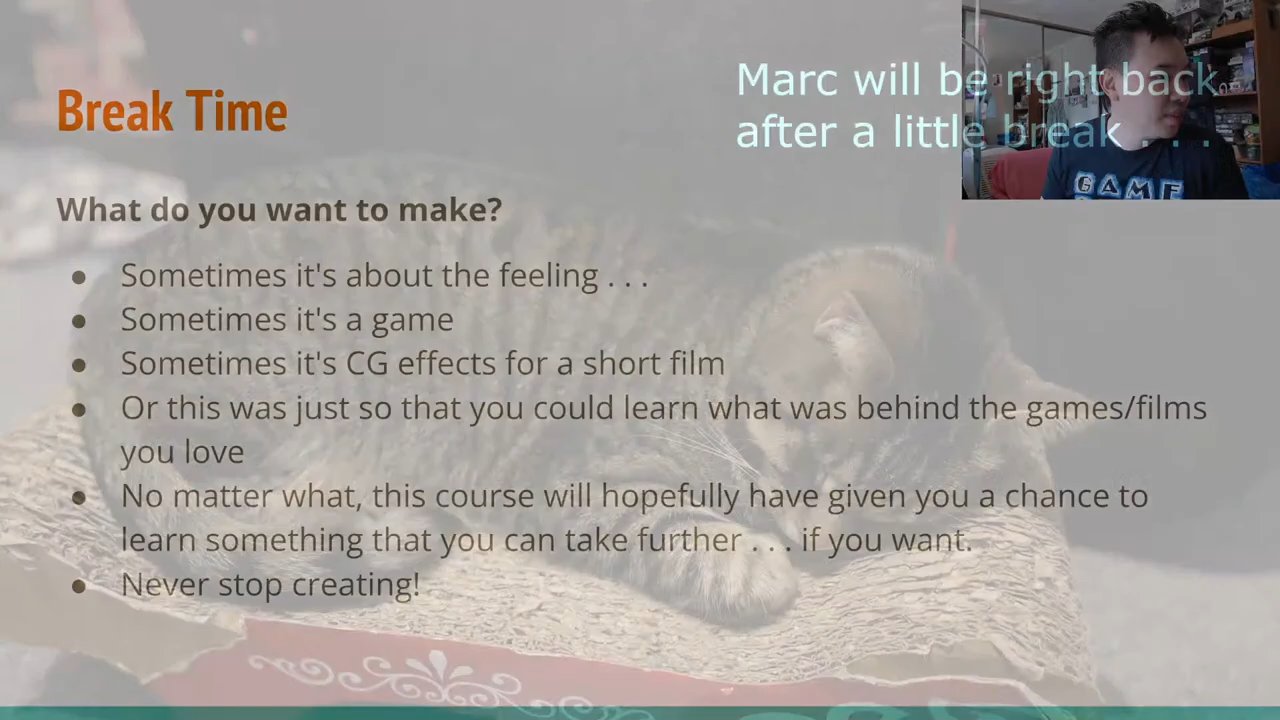 Marc will be right back
after a little break . . .
Break Time
What do you want to make?
● Sometimes it's about the feeling . . .
● Sometimes it's a game
● Sometimes it's CG effects for a short film
● Or this was just so that you could learn what was behind the games/films
you love
● No matter what, this course will hopefully have given you a chance to
learn something that you can take further . . . if you want.
● Never stop creating!
GAME